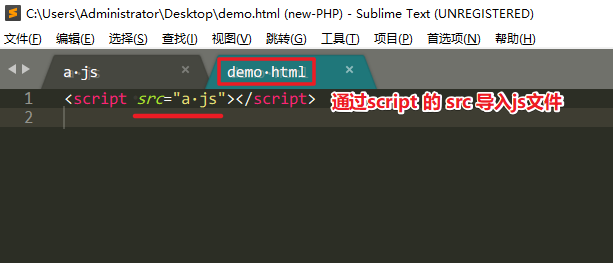 C:\Users\Administrator\Desktop\demo.html (new-PHP) - Sublime Text (UNREGISTERED)
文件(F) 编辑(E) 选择(S) 查找(I) 视图(V) 跳转(G) 工具(T) 项目(P) 首选项(N) 帮助(H)
a.js × demo.html ×
1 <script src="a.js"></script> 通过script 的 src 导入js文件
2